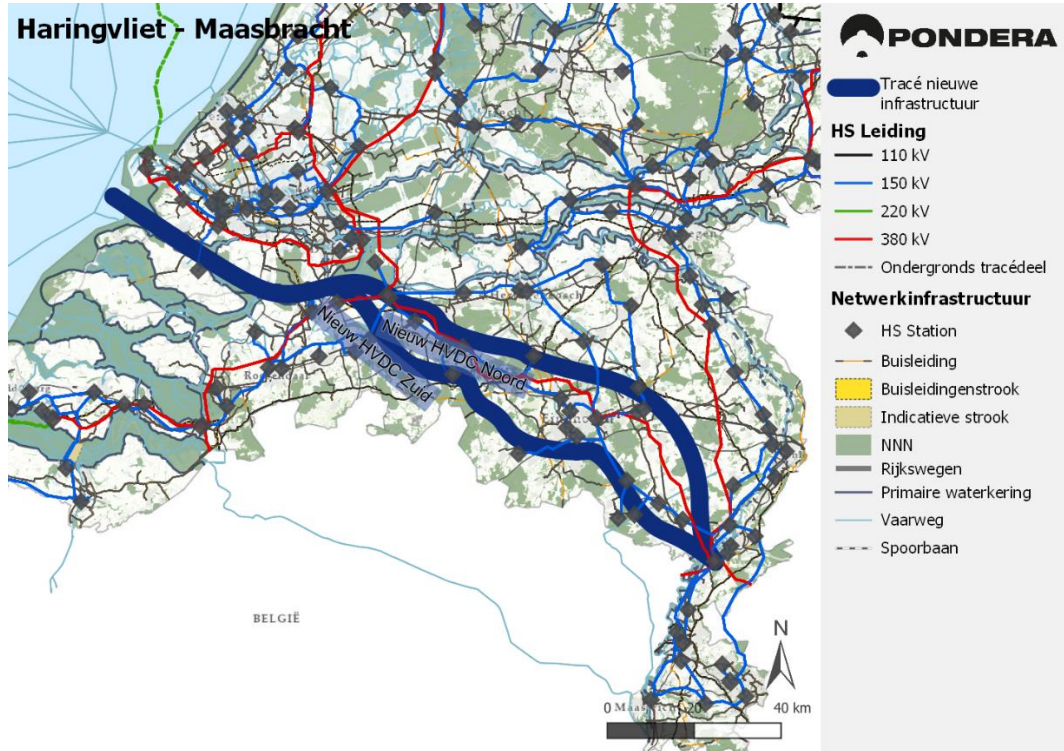 Haringvliet - Maasbracht
Nieuw HVDC Noord
Nieuw HVDC Zuid
BELGIË
N
0 20 40 km
PONDERA
Tracé nieuwe
infrastructuur
HS Leiding
110 kV
150 kV
220 kV
380 kV
Ondergronds tracédeel
Netwerkinfrastructuur
HS Station
Buisleiding
Buisleidingenstrook
Indicatieve strook
NNN
Rijkswegen
Primaire waterkering
Vaarweg
Spoorbaan